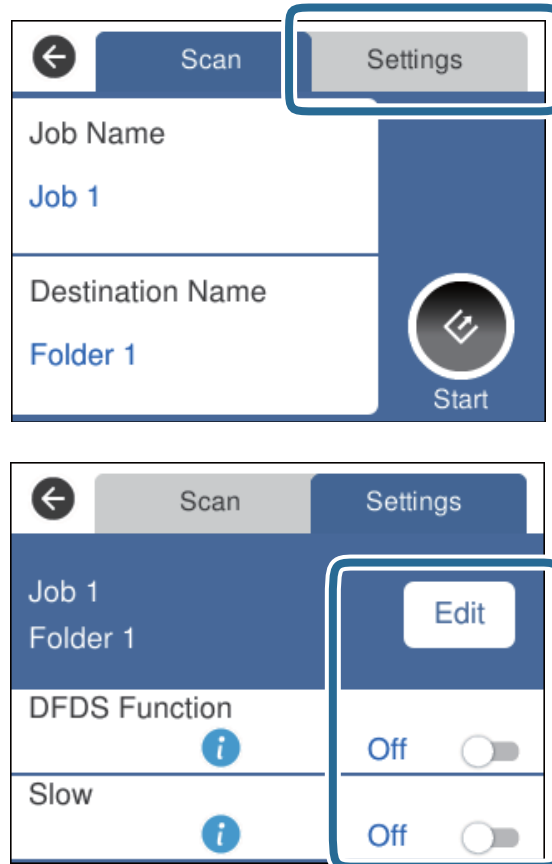 Scan Settings
Job Name
Job 1
Destination Name
Folder 1
Start
Scan Settings
Job 1
Edit
Folder 1
DFDS Function
i Off
Slow
i Off